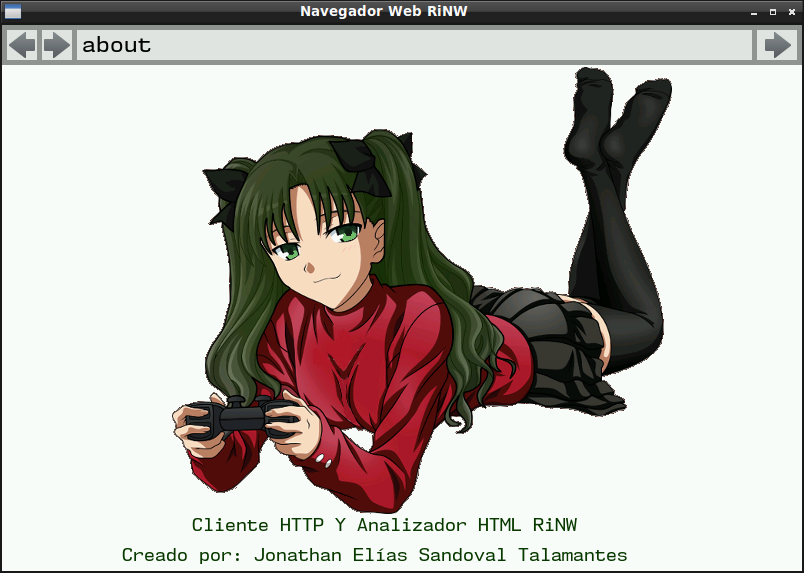 Navegador Web RiNW
about
Cliente HTTP Y Analizador HTML RiNW
Creado por: Jonathan Elías Sandoval Talamantes